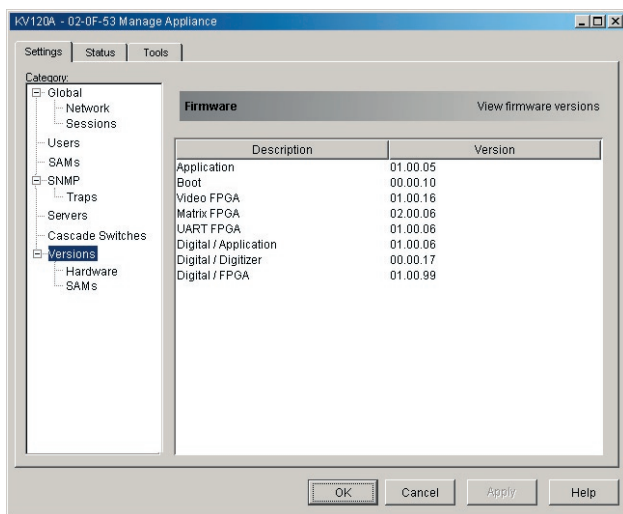 KV120A - 02-0F-53 Manage Appliance
Settings Status Tools
Category:
Global
Network
Sessions
Users
SAMs
SNMP
Traps
Servers
Cascade Switches
Versions
Hardware
SAMs
Firmware View firmware versions
Description Version
Application 01.00.05
Boot 00.00.10
Video FPGA 01.00.16
Matrix FPGA 02.00.06
UART FPGA 01.00.06
Digital / Application 01.00.06
Digital / Digitizer 00.00.17
Digital / FPGA 01.00.99
OK Cancel Apply Help